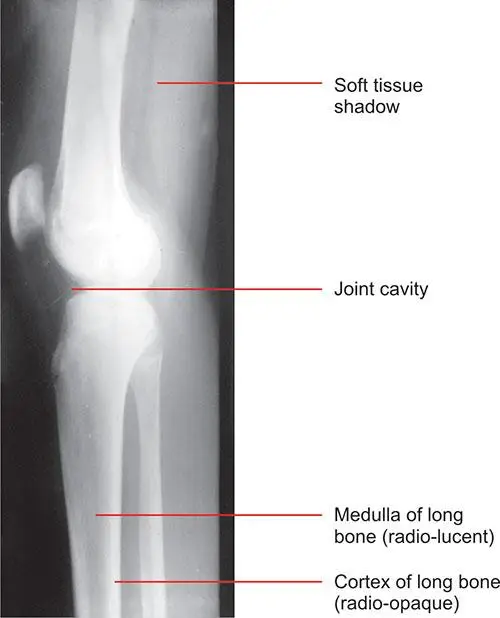 Soft tissue
shadow
Joint cavity
Medulla of long
bone (radio-lucent)
Cortex of long bone
(radio-opaque)